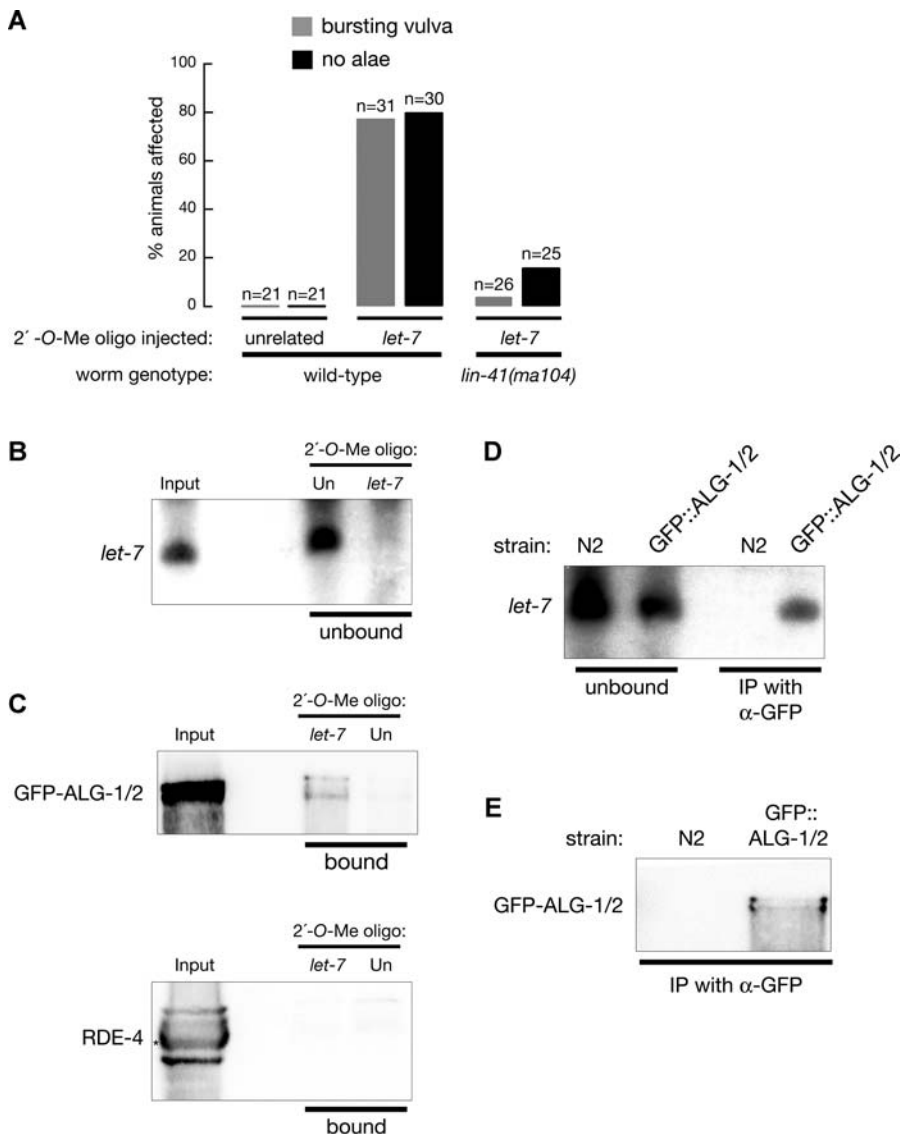 A
bursting vulva
no alae
% animals affected
100
80
60
40
20
0
n=21 n=21
n=31 n=30
n=26 n=25
2´ -O-Me oligo injected: unrelated let-7 let-7
worm genotype: wild-type lin-41(ma104)
B
2´-O-Me oligo:
Input Un let-7
let-7
unbound
C
2´-O-Me oligo:
Input let-7 Un
GFP-ALG-1/2
bound
2´-O-Me oligo:
Input let-7 Un
RDE-4
*
bound
D
strain: N2 GFP::ALG-1/2 N2 GFP::ALG-1/2
let-7
unbound IP with
α-GFP
E
GFP::
strain: N2 ALG-1/2
GFP-ALG-1/2
IP with α-GFP